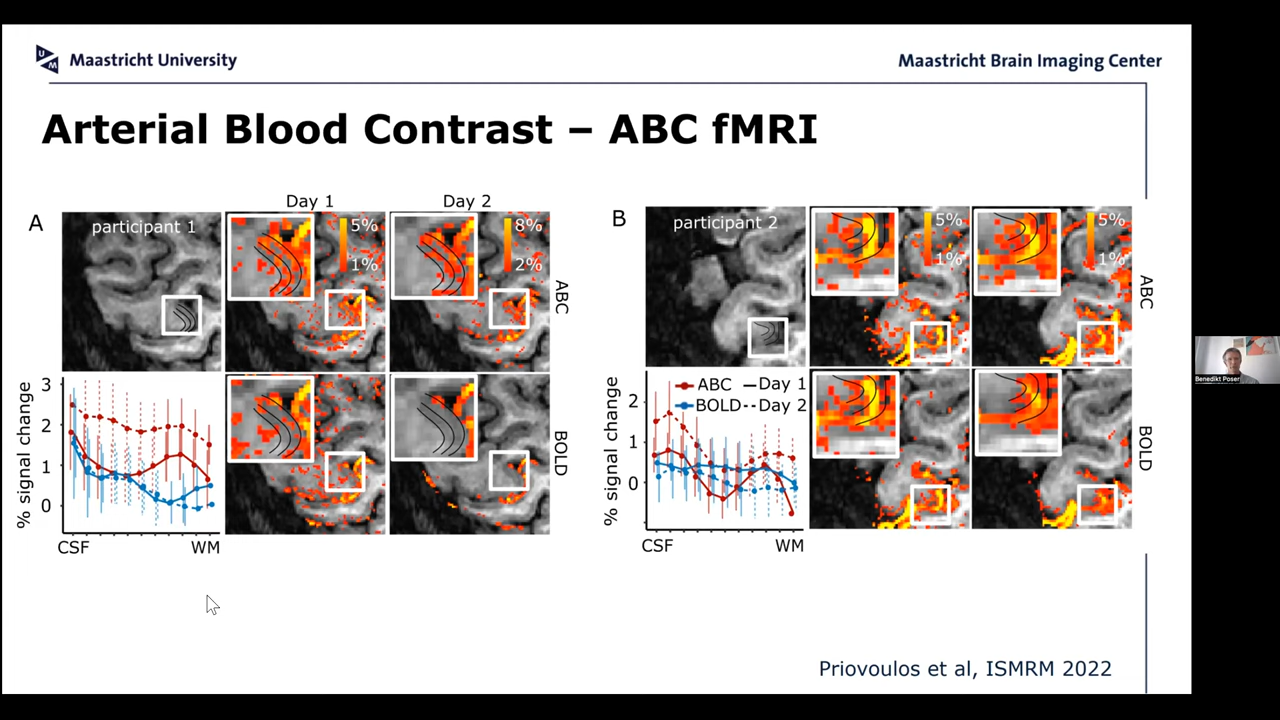 Maastricht University
Maastricht Brain Imaging Center
Arterial Blood Contrast – ABC fMRI
A
participant 1
Day 1
Day 2
5%
1%
8%
2%
ABC
BOLD
% signal change
3
2
1
0
CSF
WM
B
participant 2
5%
1%
5%
1%
ABC
BOLD
% signal change
2
1
0
ABC
Day 1
BOLD
Day 2
CSF
WM
Priovoulos et al, ISMRM 2022
Benedikt Poser